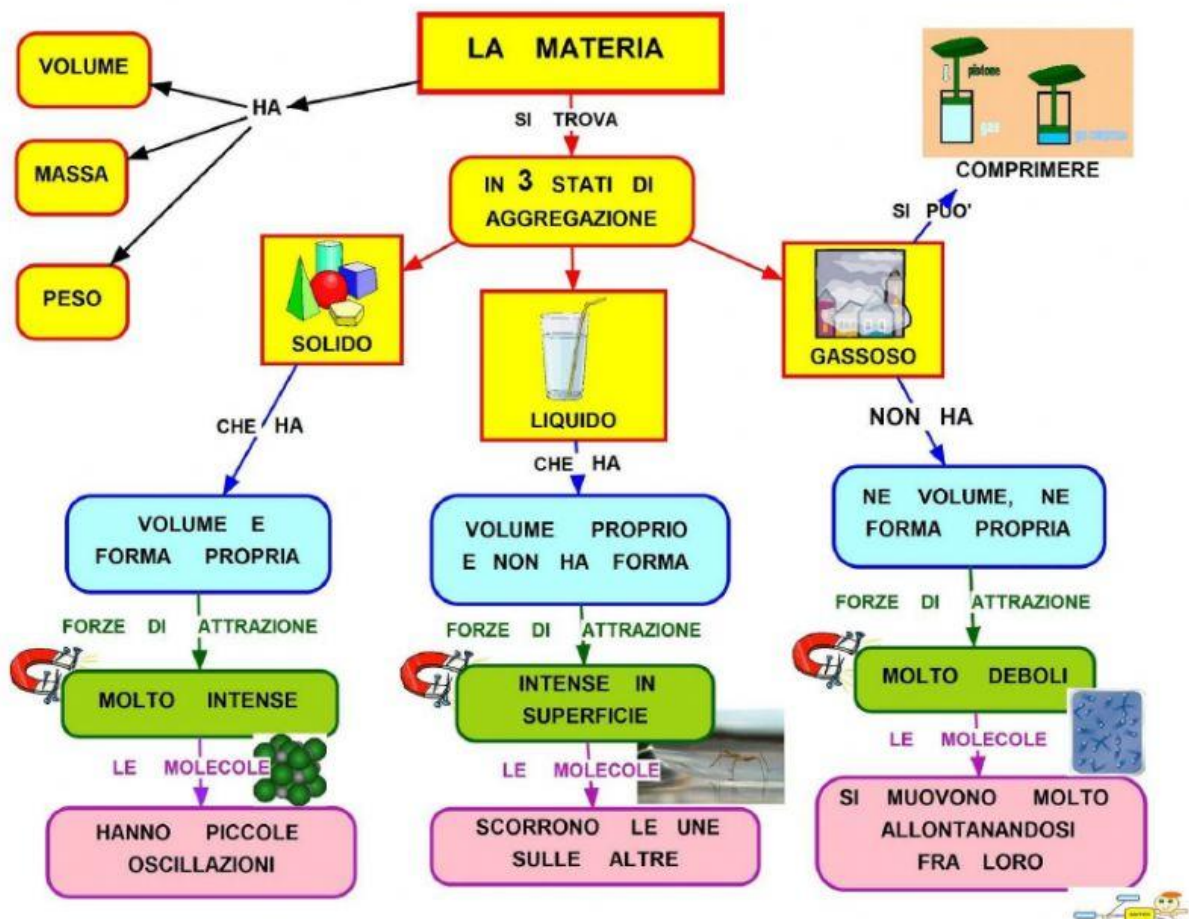 LA MATERIA
HA
VOLUME
MASSA
PESO
SI TROVA
IN 3 STATI DI
AGGREGAZIONE
SOLIDO
LIQUIDO
GASSOSO
SI PUO'
COMPRIMERE
pistone
gas
CHE HA
VOLUME E
FORMA PROPRIA
FORZE DI ATTRAZIONE
MOLTO INTENSE
LE MOLECOLE
HANNO PICCOLE
OSCILLAZIONI
CHE HA
VOLUME PROPRIO
E NON HA FORMA
FORZE DI ATTRAZIONE
INTENSE IN
SUPERFICIE
LE MOLECOLE
SCORRONO LE UNE
SULLE ALTRE
NON HA
NE VOLUME, NE
FORMA PROPRIA
FORZE DI ATTRAZIONE
MOLTO DEBOLI
LE MOLECOLE
SI MUOVONO MOLTO
ALLONTANANDOSI
FRA LORO